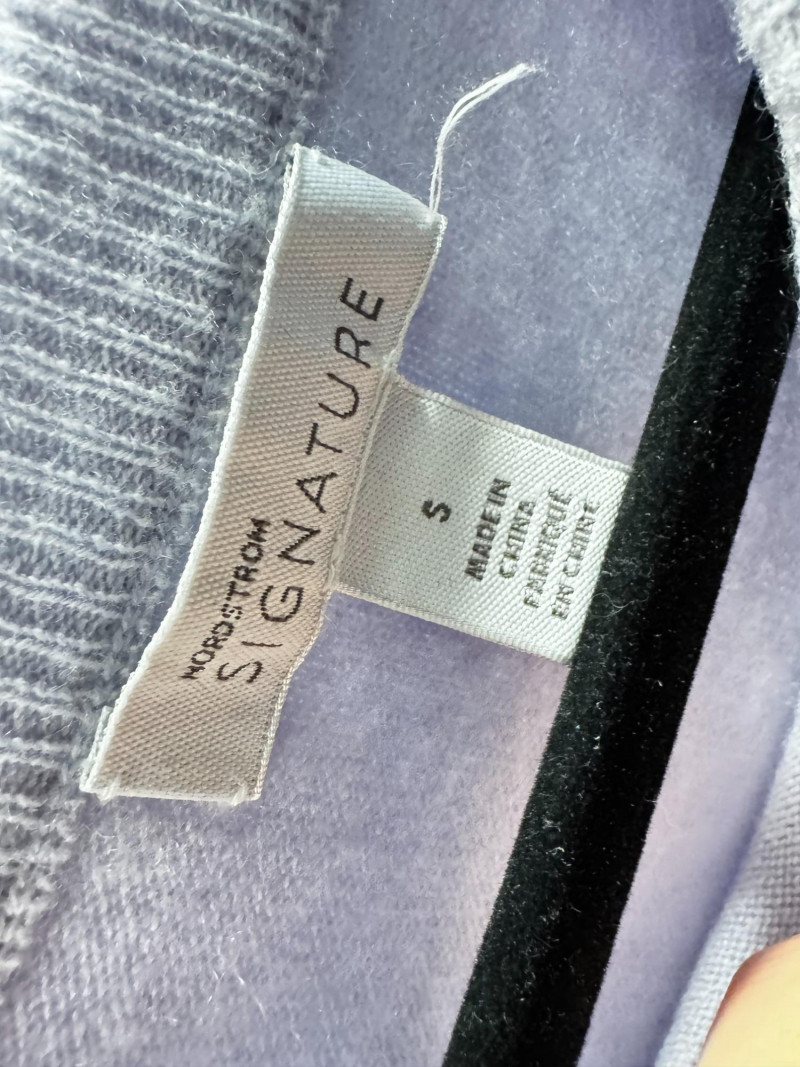 NORDSTROM
SIGNATURE
S
MADE IN
CHINA
FABRIQUÉ
EN CHINE